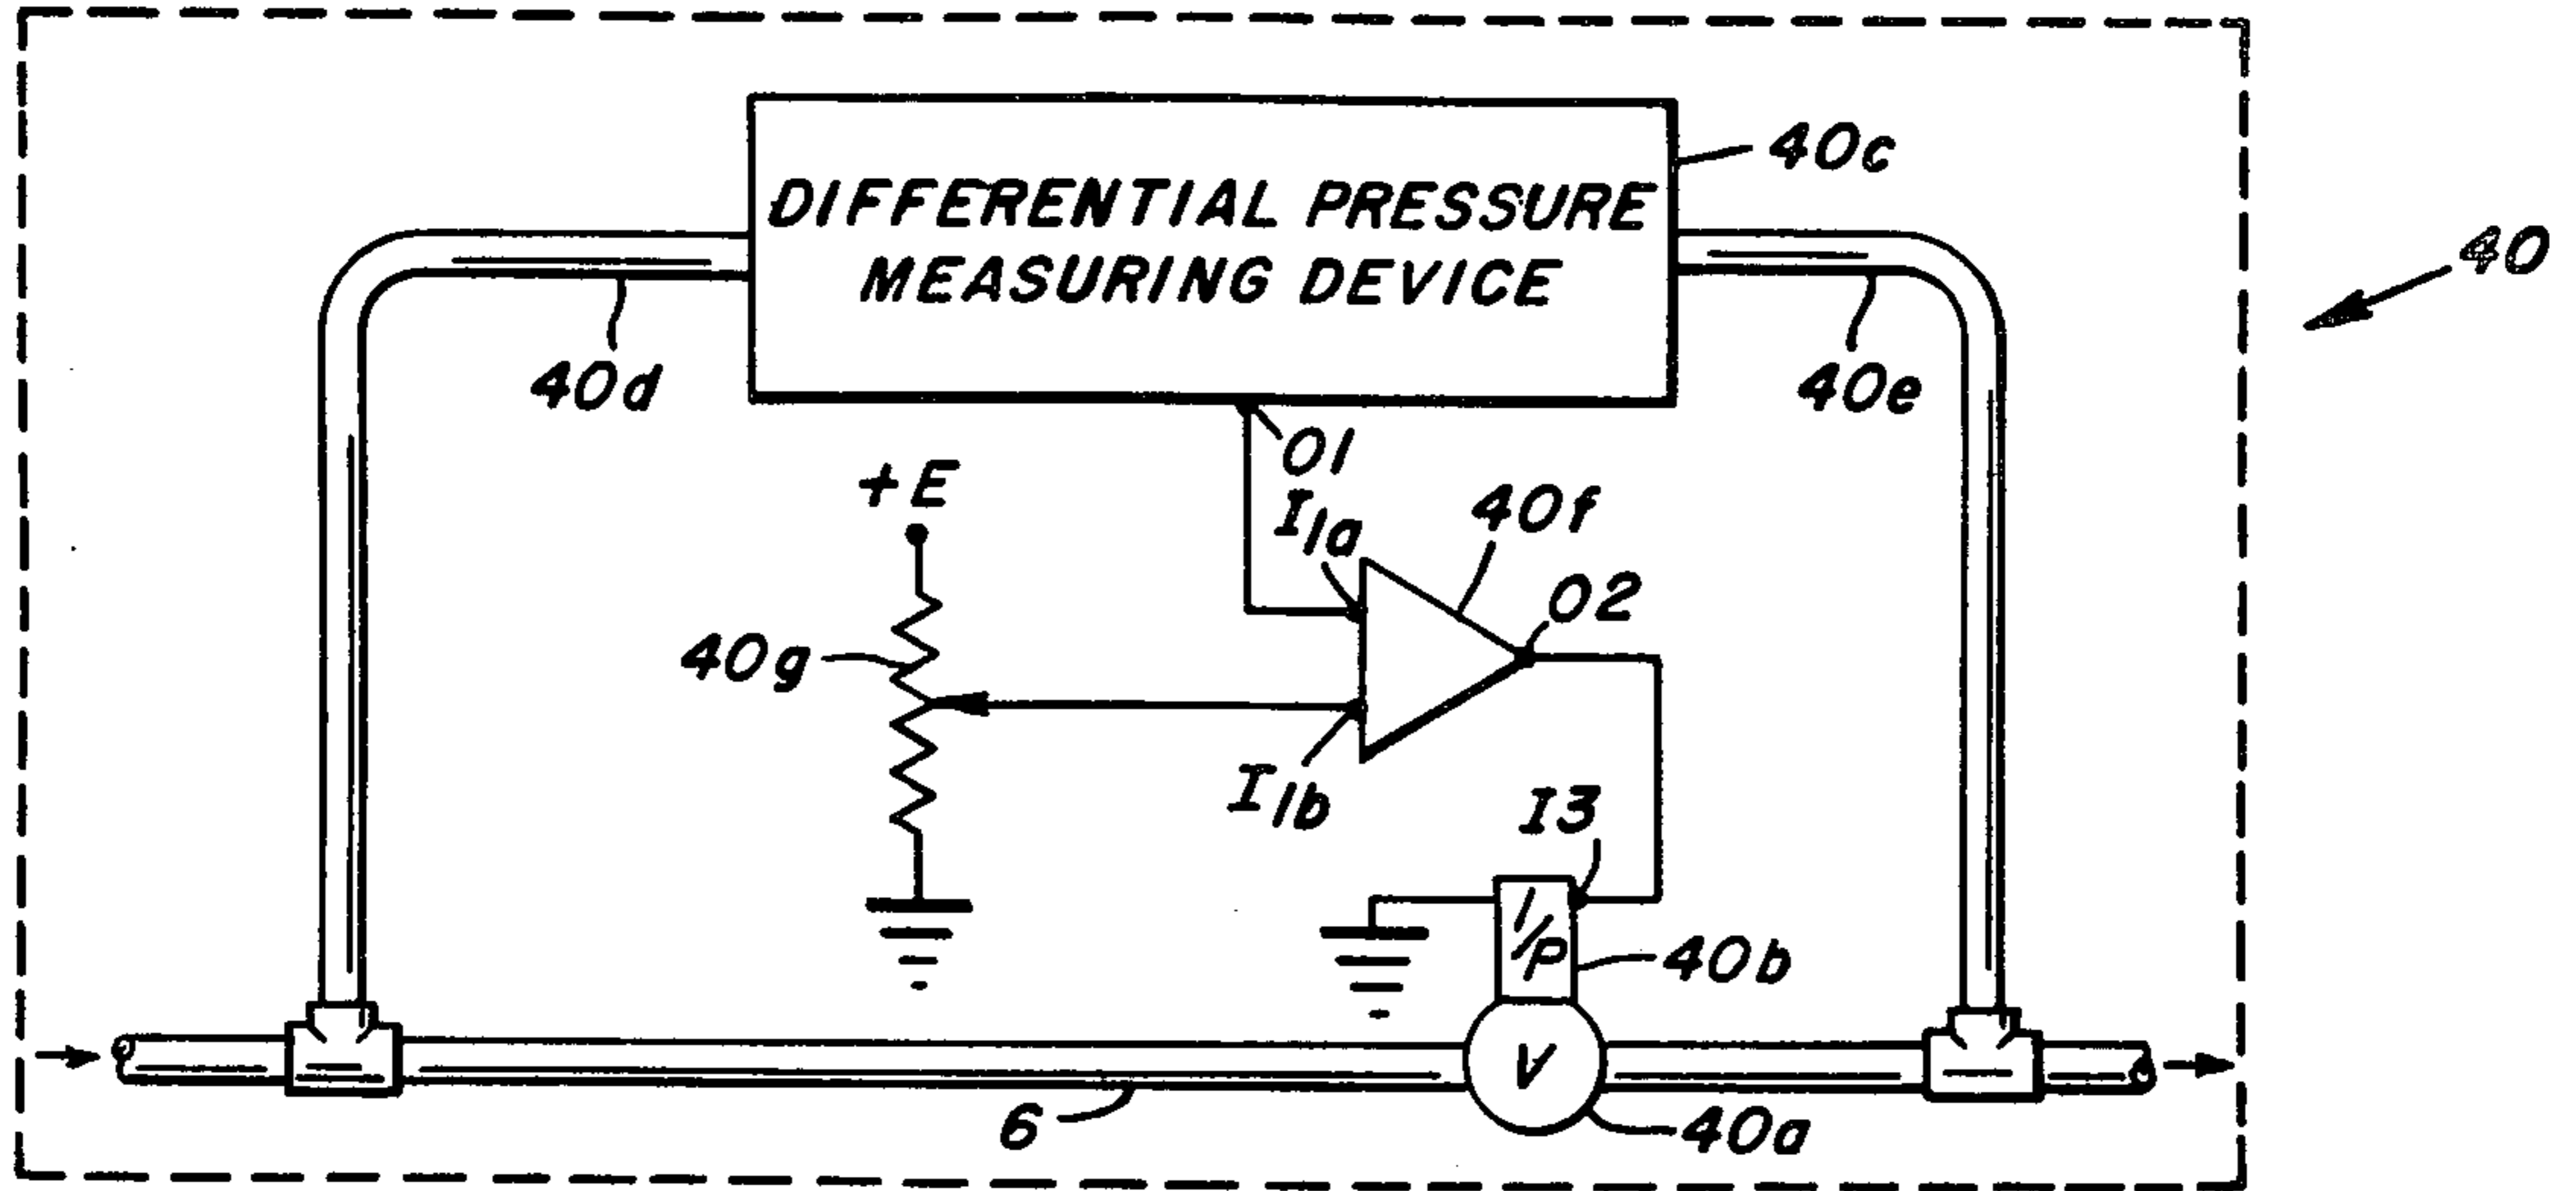 40c
DIFFERENTIAL PRESSURE
MEASURING DEVICE
40
40d
40e
01
+E
I1a
40f
02
40g
I1b
I3
I/P
40b
V
6
40a